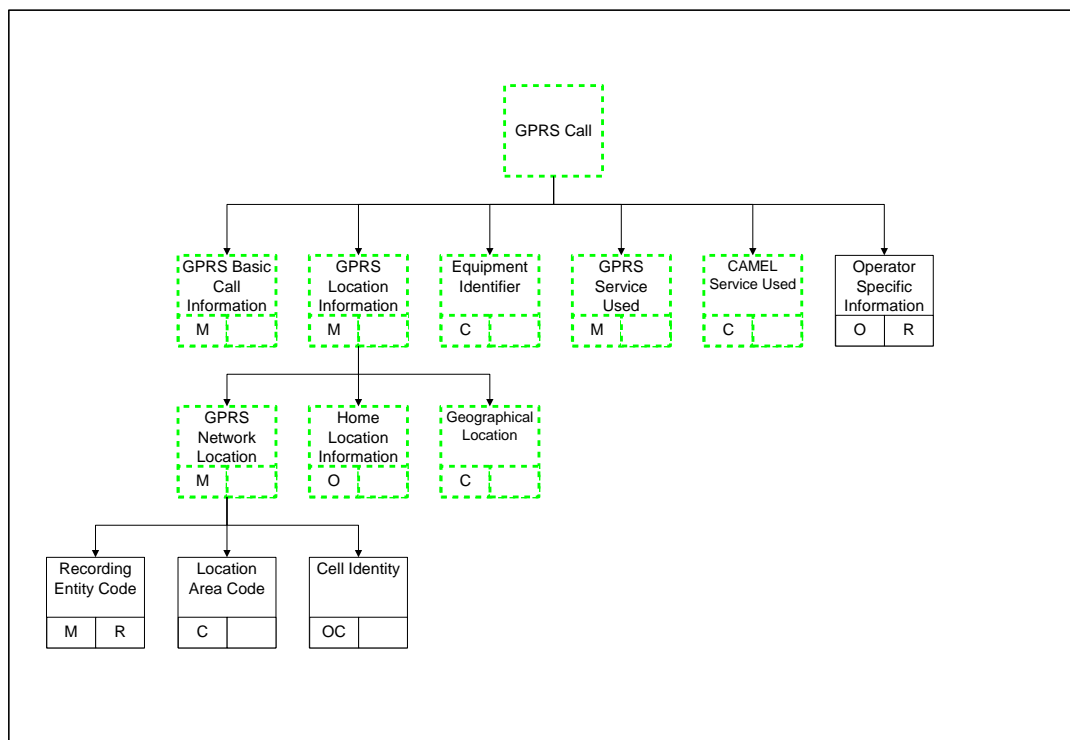 GPRS Call
GPRS Basic
Call
Information
M
GPRS
Location
Information
M
Equipment
Identifier
C
GPRS
Service
Used
M
CAMEL
Service Used
C
Operator
Specific
Information
O R
GPRS
Network
Location
M
Home
Location
Information
O
Geographical
Location
C
Recording
Entity Code
M R
Location
Area Code
C
Cell Identity
OC